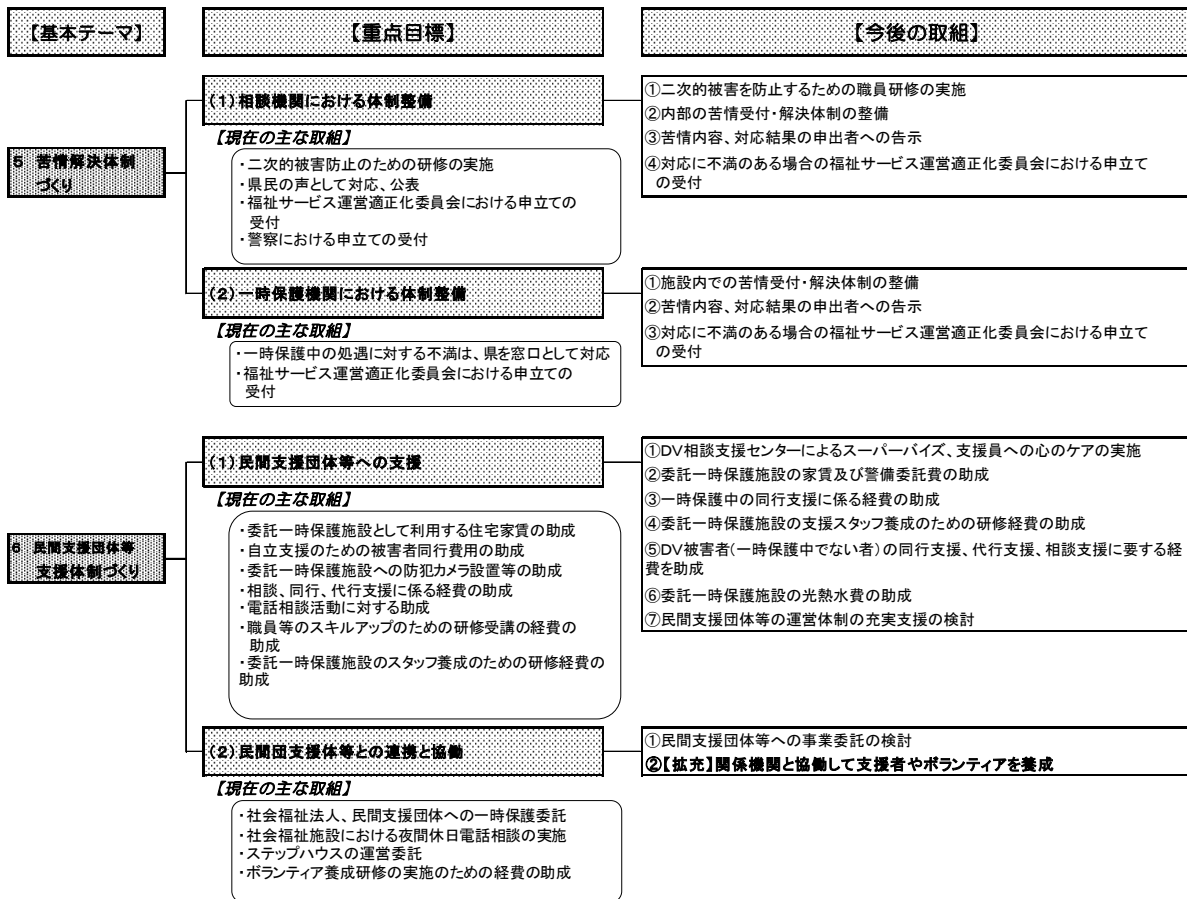 【基本テーマ】
【重点目標】
【今後の取組】
5 苦情解決体制
づくり
(1)相談機関における体制整備
【現在の主な取組】
・二次的被害防止のための研修の実施
・県民の声として対応、公表
・福祉サービス運営適正化委員会における申立ての
受付
・警察における申立ての受付
①二次的被害を防止するための職員研修の実施
②内部の苦情受付・解決体制の整備
③苦情内容、対応結果の申出者への告示
④対応に不満のある場合の福祉サービス運営適正化委員会における申立て
の受付
(2)一時保護機関における体制整備
【現在の主な取組】
・一時保護中の処遇に対する不満は、県を窓口として対応
・福祉サービス運営適正化委員会における申立ての
受付
①施設内での苦情受付・解決体制の整備
②苦情内容、対応結果の申出者への告示
③対応に不満のある場合の福祉サービス運営適正化委員会における申立て
の受付
6 民間支援団体等
支援体制づくり
(1)民間支援団体等への支援
【現在の主な取組】
・委託一時保護施設として利用する住宅家賃の助成
・自立支援のための被害者同行費用の助成
・委託一時保護施設への防犯カメラ設置等の助成
・相談、同行、代行支援に係る経費の助成
・電話相談活動に対する助成
・職員等のスキルアップのための研修受講の経費の
助成
・委託一時保護施設のスタッフ養成のための研修経費の
助成
①DV相談支援センターによるスーパーバイズ、支援員への心のケアの実施
②委託一時保護施設の家賃及び警備委託費の助成
③一時保護中の同行支援に係る経費の助成
④委託一時保護施設の支援スタッフ養成のための研修経費の助成
⑤DV被害者(一時保護中でない者)の同行支援、代行支援、相談支援に要する経
費を助成
⑥委託一時保護施設の光熱水費の助成
⑦民間支援団体等の運営体制の充実支援の検討
(2)民間団支援体等との連携と協働
【現在の主な取組】
・社会福祉法人、民間支援団体への一時保護委託
・社会福祉施設における夜間休日電話相談の実施
・ステップハウスの運営委託
・ボランティア養成研修の実施のための経費の助成
①民間支援団体等への事業委託の検討
②【拡充】関係機関と協働して支援者やボランティアを養成